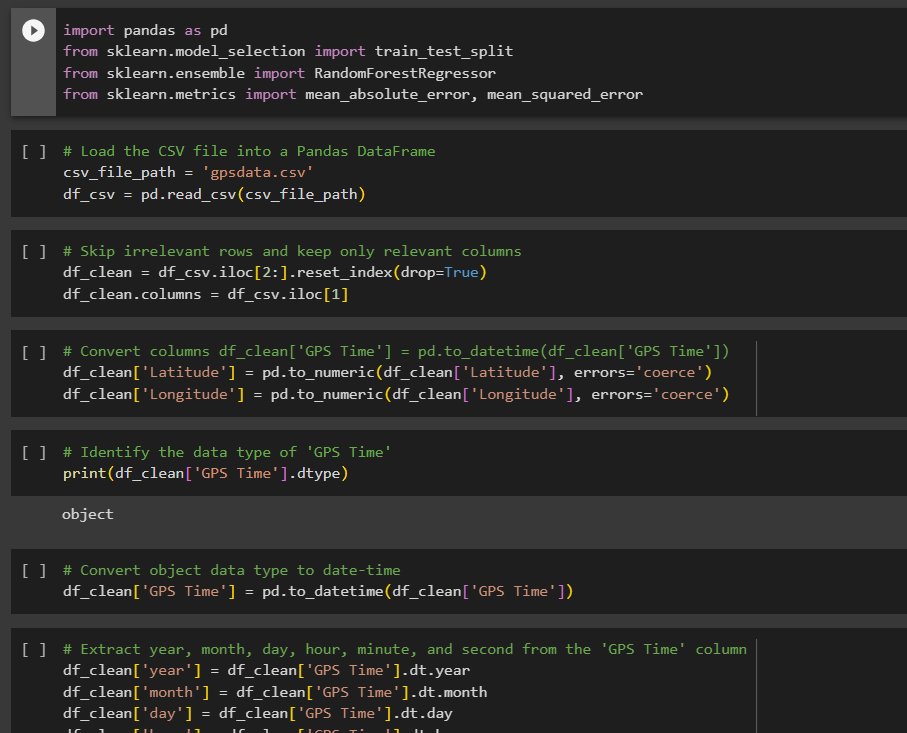 import pandas as pd
from sklearn.model_selection import train_test_split
from sklearn.ensemble import RandomForestRegressor
from sklearn.metrics import mean_absolute_error, mean_squared_error
[ ] # Load the CSV file into a Pandas DataFrame
csv_file_path = 'gpsdata.csv'
df_csv = pd.read_csv(csv_file_path)
[ ] # Skip irrelevant rows and keep only relevant columns
df_clean = df_csv.iloc[2:].reset_index(drop=True)
df_clean.columns = df_csv.iloc[1]
[ ] # Convert columns df_clean['GPS Time'] = pd.to_datetime(df_clean['GPS Time'])
df_clean['Latitude'] = pd.to_numeric(df_clean['Latitude'], errors='coerce')
df_clean['Longitude'] = pd.to_numeric(df_clean['Longitude'], errors='coerce')
[ ] # Identify the data type of 'GPS Time'
print(df_clean['GPS Time'].dtype)
object
[ ] # Convert object data type to date-time
df_clean['GPS Time'] = pd.to_datetime(df_clean['GPS Time'])
[ ] # Extract year, month, day, hour, minute, and second from the 'GPS Time' column
df_clean['year'] = df_clean['GPS Time'].dt.year
df_clean['month'] = df_clean['GPS Time'].dt.month
df_clean['day'] = df_clean['GPS Time'].dt.day